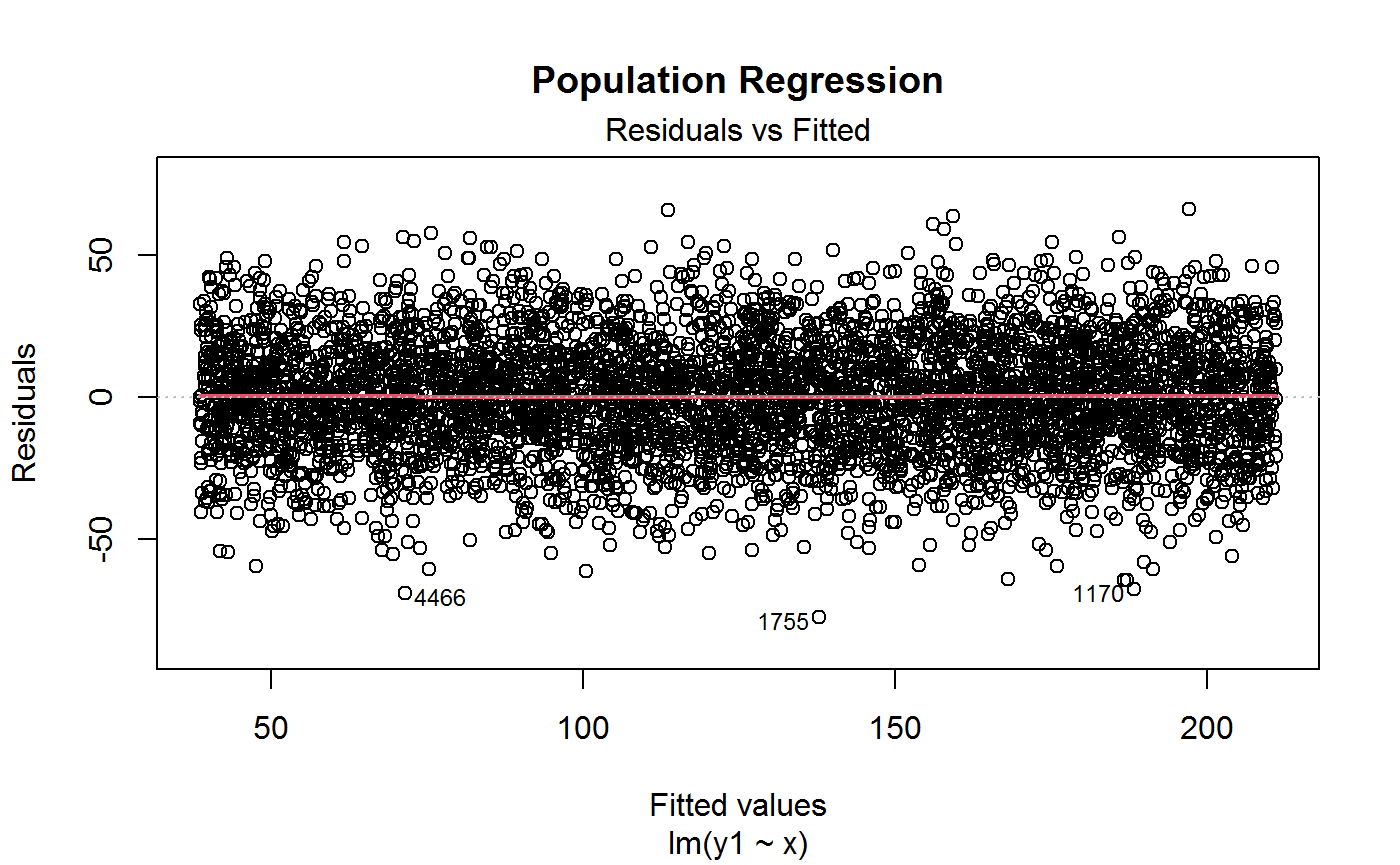 Population Regression
Residuals vs Fitted
Residuals
50
0
-50
4466
1755
1170
50
100
150
200
Fitted values
lm(y1 ~ x)